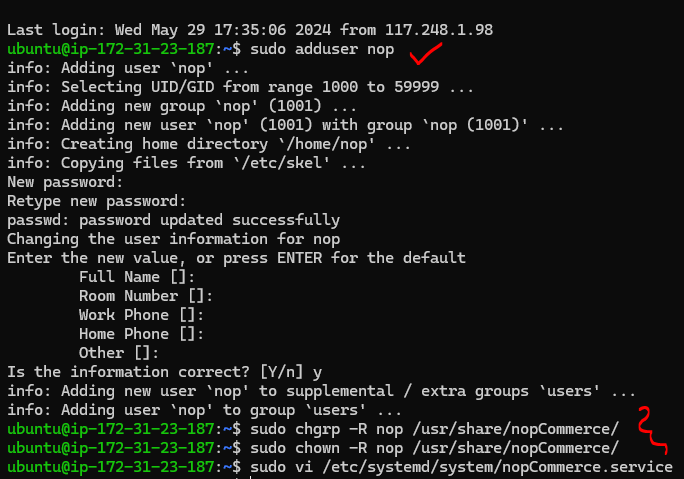 Last login: Wed May 29 17:35:06 2024 from 117.248.1.98
ubuntu@ip-172-31-23-187:~$ sudo adduser nop
info: Adding user `nop' ...
info: Selecting UID/GID from range 1000 to 59999 ...
info: Adding new group `nop' (1001) ...
info: Adding new user `nop' (1001) with group `nop (1001)' ...
info: Creating home directory `/home/nop' ...
info: Copying files from `/etc/skel' ...
New password:
Retype new password:
passwd: password updated successfully
Changing the user information for nop
Enter the new value, or press ENTER for the default
        Full Name []:
        Room Number []:
        Work Phone []:
        Home Phone []:
        Other []:
Is the information correct? [Y/n] y
info: Adding new user `nop' to supplemental / extra groups `users' ...
info: Adding user `nop' to group `users' ...
ubuntu@ip-172-31-23-187:~$ sudo chgrp -R nop /usr/share/nopCommerce/
ubuntu@ip-172-31-23-187:~$ sudo chown -R nop /usr/share/nopCommerce/
ubuntu@ip-172-31-23-187:~$ sudo vi /etc/systemd/system/nopCommerce.service